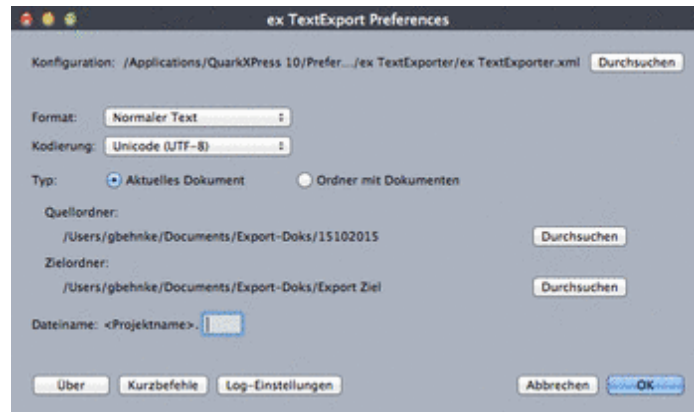 ex TextExport Preferences
Konfiguration: /Applications/QuarkXPress 10/Prefer.../ex TextExporter/ex TextExporter.xml Durchsuchen
Format: Normaler Text
Kodierung: Unicode (UTF-8)
Typ: Aktuelles Dokument Ordner mit Dokumenten
Quellordner:
/Users/gbehnke/Documents/Export-Doks/15102015 Durchsuchen
Zielordner:
/Users/gbehnke/Documents/Export-Doks/Export Ziel Durchsuchen
Dateiname: <Projektname>.
Über Kurzbefehle Log-Einstellungen Abbrechen OK